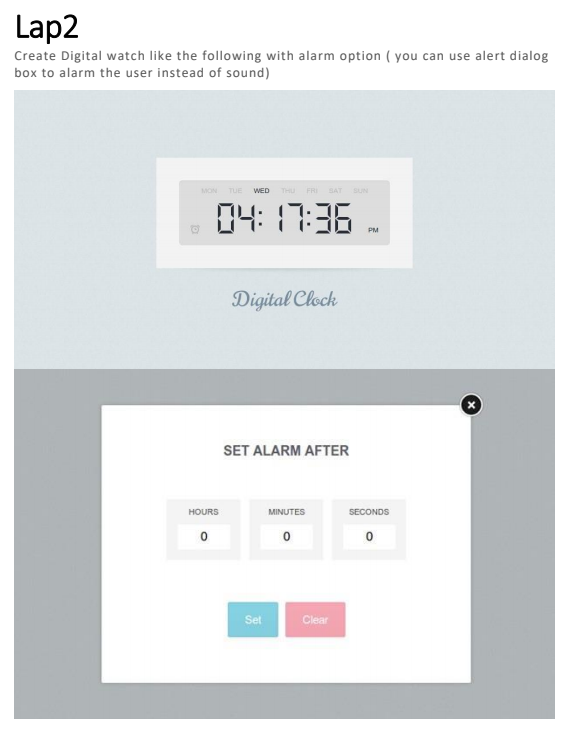 Lap2
Create Digital watch like the following with alarm option ( you can use alert dialog
box to alarm the user instead of sound)
MON TUE WED THU FRI SAT SUN
04:17:36 PM
Digital Clock
SET ALARM AFTER
HOURS MINUTES SECONDS
0 0 0
Set Clear